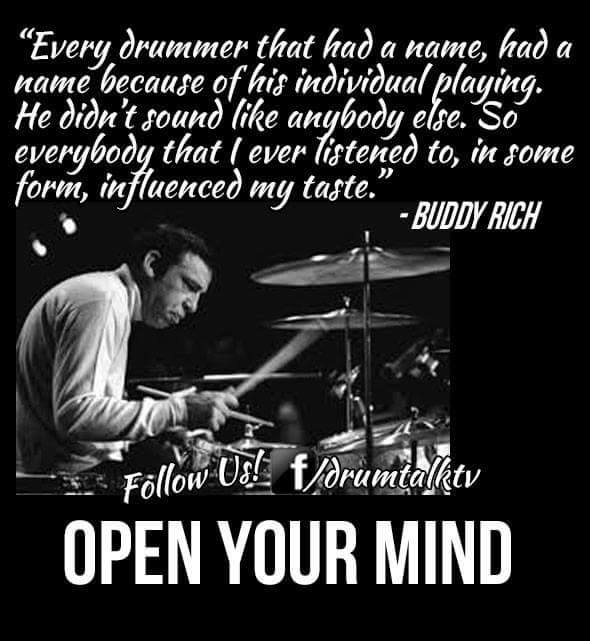 “Every drummer that had a name, had a
name because of his individual playing.
He didn't sound like anybody else. So
everybody that I ever listened to, in some
form, influenced my taste.”
- BUDDY RICH
Follow Us! f/drumtalktv
OPEN YOUR MIND